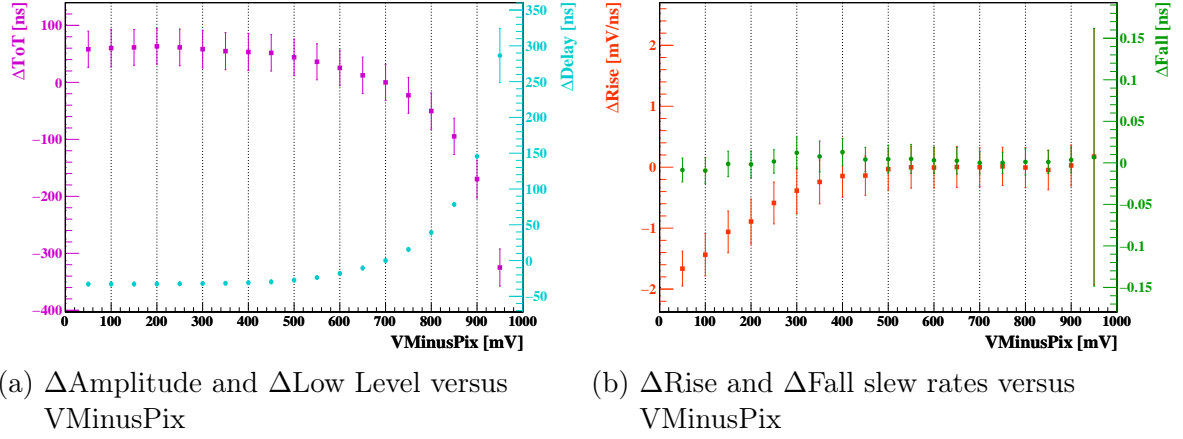 ΔToT [ns]
100
0
−100
−200
−300
−400
0 100 200 300 400 500 600 700 800 900 1000
VMinusPix [mV]
350
300
250
200
150
100
50
0
−50
ΔDelay [ns]
ΔRise [mV/ns]
2
1
0
−1
−2
0 100 200 300 400 500 600 700 800 900 1000
VMinusPix [mV]
0.15
0.1
0.05
0
−0.05
−0.1
−0.15
ΔFall [ns]
(a) ΔAmplitude and ΔLow Level versus
VMinusPix
(b) ΔRise and ΔFall slew rates versus
VMinusPix